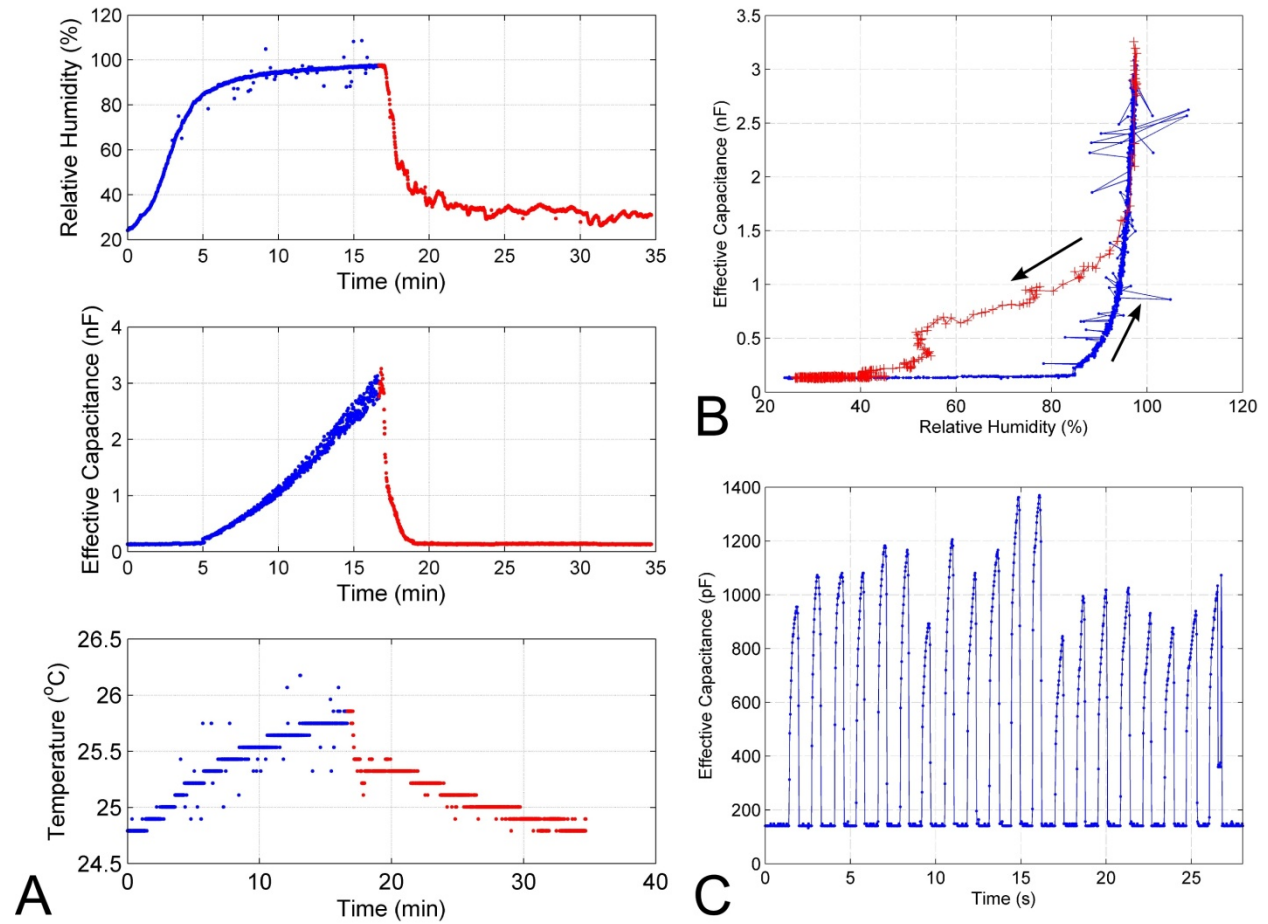 120
100
80
60
40
20
0 5 10 15 20 25 30 35
Relative Humidity (%)
Time (min)
4
3
2
1
0
0 5 10 15 20 25 30 35
Effective Capacitance (nF)
Time (min)
26.5
26
25.5
25
24.5
0 10 20 30 40
Temperature (°C)
Time (min)
A
3.5
3
2.5
2
1.5
1
0.5
0
20 40 60 80 100 120
Effective Capacitance (nF)
Relative Humidity (%)
B
1400
1200
1000
800
600
400
200
0
0 5 10 15 20 25
Effective Capacitance (pF)
Time (s)
C